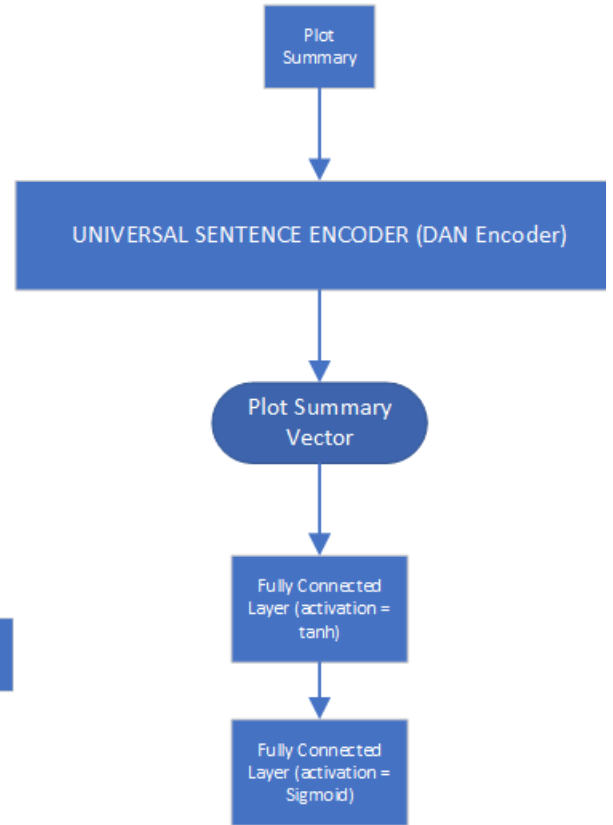 Plot
Summary
UNIVERSAL SENTENCE ENCODER (DAN Encoder)
Plot Summary
Vector
Fully Connected
Layer (activation =
tanh)
Fully Connected
Layer (activation =
Sigmoid)